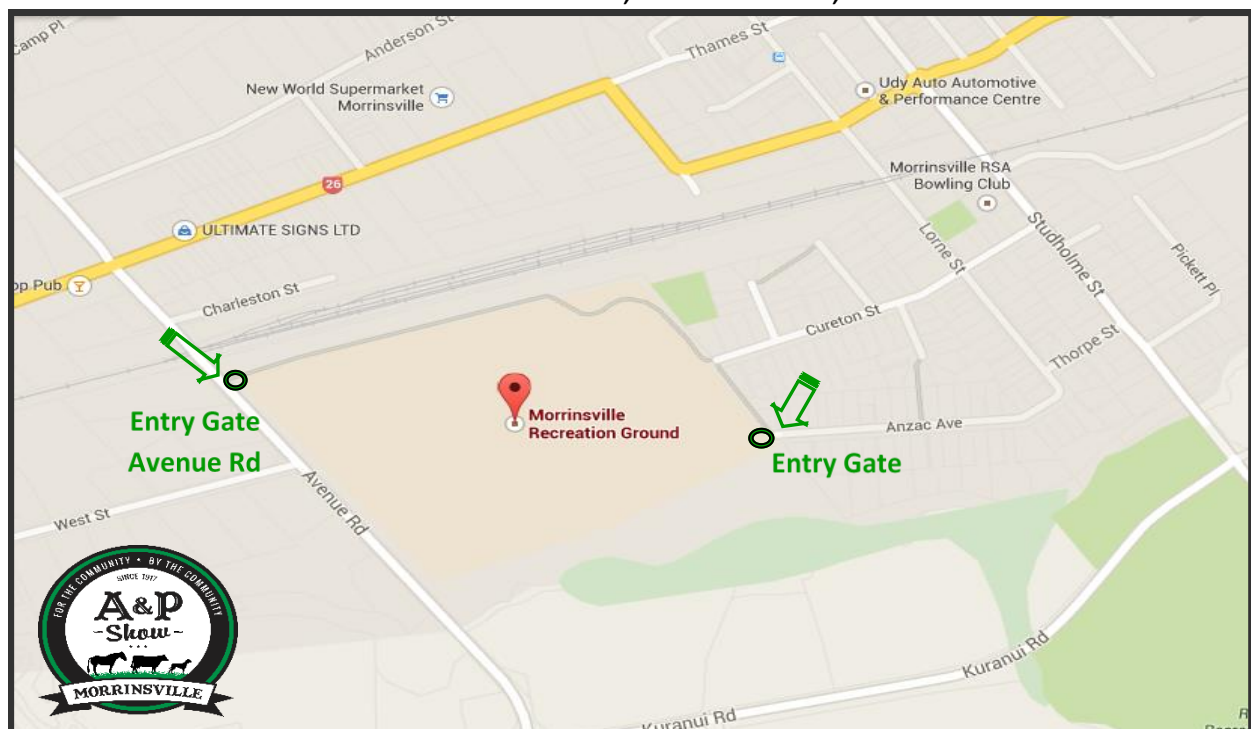 Camp Pl
Anderson St
Thames St
New World Supermarket
Morrinsville
Udy Auto Automotive
& Performance Centre
26
Morrinsville RSA
Bowling Club
ULTIMATE SIGNS LTD
Lorne St
Studholme St
Pickett Pl
op Pub
Charleston St
Cureton St
Thorpe St
Entry Gate
Avenue Rd
Morrinsville
Recreation Ground
Anzac Ave
Entry Gate
Avenue Rd
West St
FOR THE COMMUNITY • BY THE COMMUNITY
SINCE 1917
A&P
-Show-
MORRINSVILLE
Kuranui Rd
Kuranui Rd